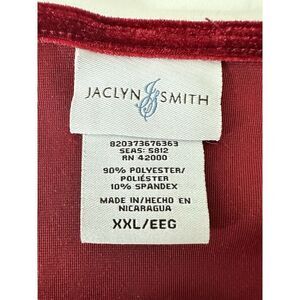 JACLYN JS SMITH
820373676363
SEAS: S812
RN 42000
90% POLYESTER/
POLIÉSTER
10% SPANDEX
MADE IN/HECHO EN
NICARAGUA
XXL/EEG